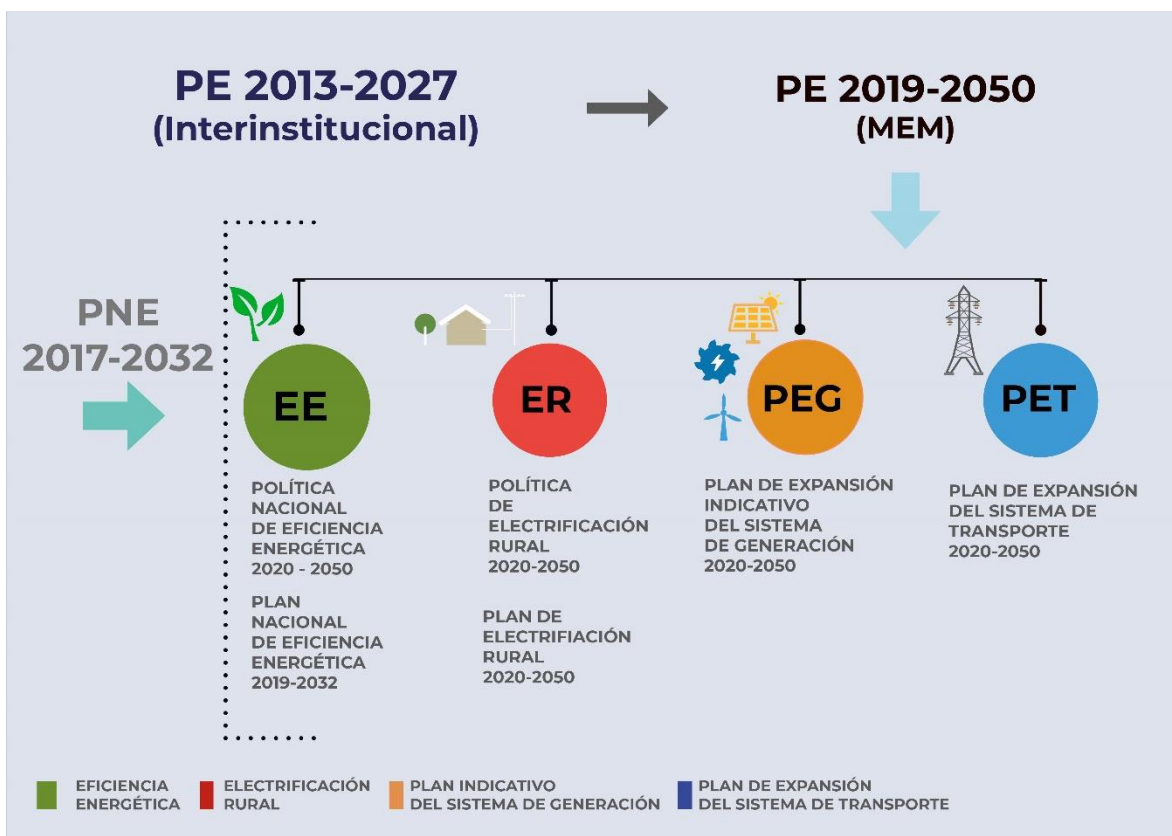 PE 2013-2027
(Interinstitucional)
PE 2019-2050
(MEM)
PNE
2017-2032
EE
ER
PEG
PET
POLÍTICA
NACIONAL
DE EFICIENCIA
ENERGÉTICA
2020 - 2050
PLAN
NACIONAL
DE EFICIENCIA
ENERGÉTICA
2019-2032
POLÍTICA
DE
ELECTRIFICACIÓN
RURAL
2020-2050
PLAN DE
ELECTRIFIACIÓN
RURAL
2020-2050
PLAN DE EXPANSIÓN
INDICATIVO
DEL SISTEMA
DE GENERACIÓN
2020-2050
PLAN DE EXPANSIÓN
DEL SISTEMA DE
TRANSPORTE
2020-2050
EFICIENCIA
ENERGÉTICA
ELECTRIFICACIÓN
RURAL
PLAN INDICATIVO
DEL SISTEMA DE GENERACIÓN
PLAN DE EXPANSIÓN
DEL SISTEMA DE TRANSPORTE